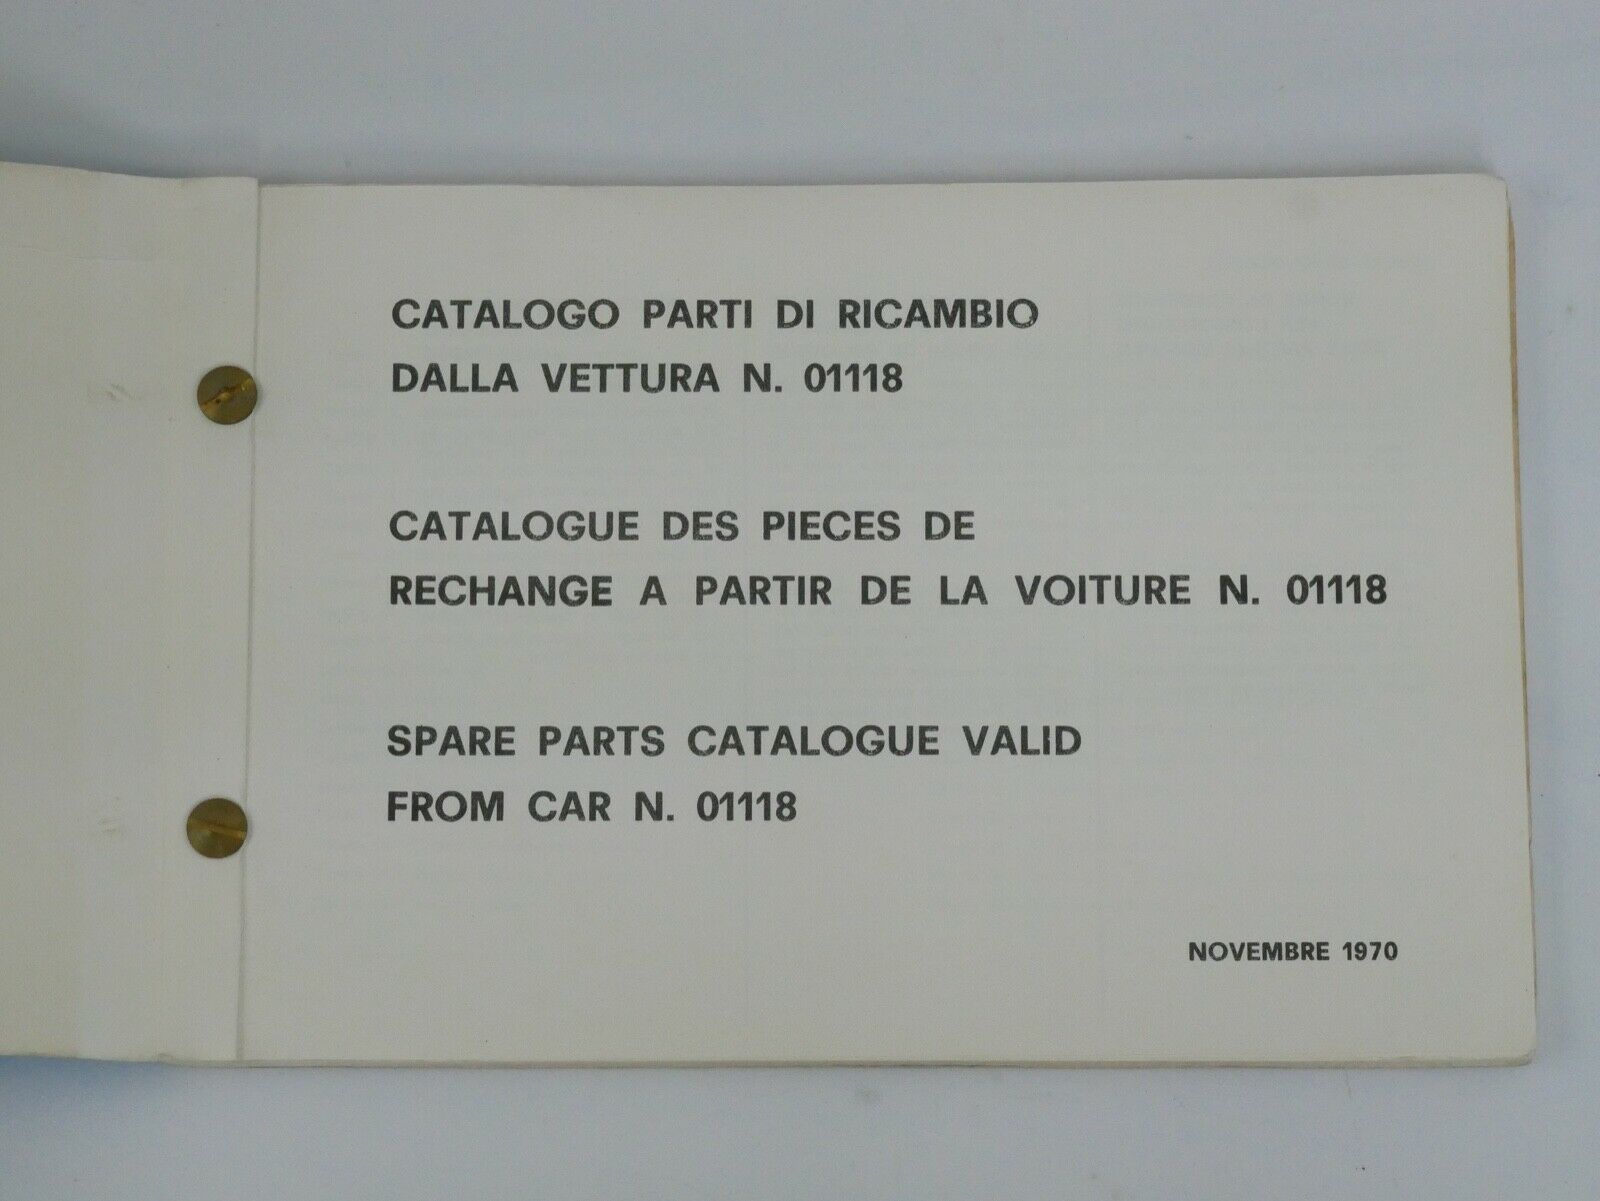 CATALOGO PARTI DI RICAMBIO
DALLA VETTURA N. 01118
CATALOGUE DES PIECES DE
RECHANGE A PARTIR DE LA VOITURE N. 01118
SPARE PARTS CATALOGUE VALID
FROM CAR N. 01118
NOVEMBRE 1970